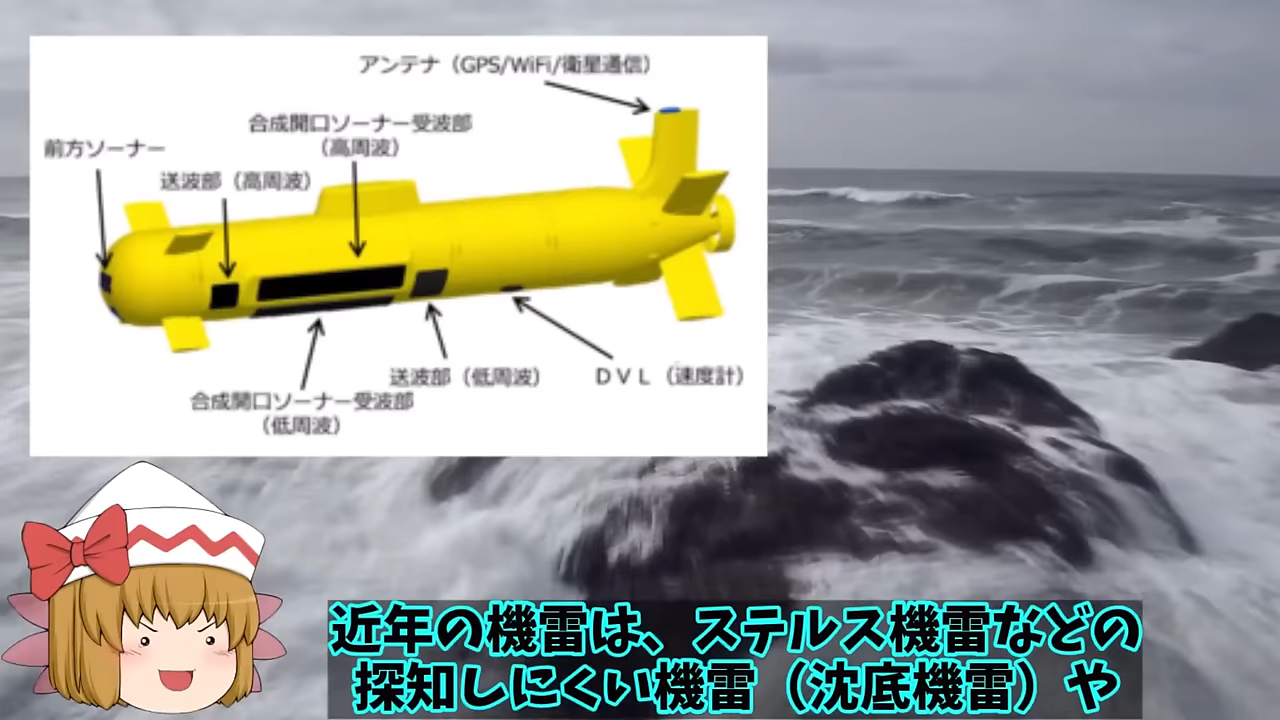 アンテナ（GPS/WiFi/衛星通信）
合成開口ソーナー受波部
（高周波）
前方ソーナー
送波部（高周波）
送波部（低周波）
ＤＶＬ（速度計）
合成開口ソーナー受波部
（低周波）
近年の機雷は、ステルス機雷などの
探知しにくい機雷（沈底機雷）や